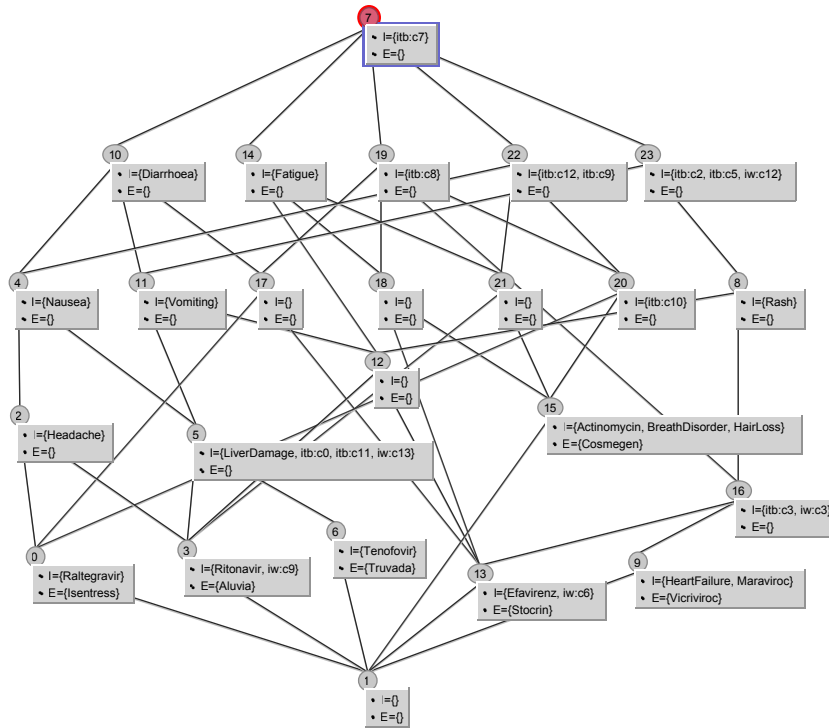 7
I={itb:c7}
E={}
10
I={Diarrhoea}
E={}
14
I={Fatigue}
E={}
19
I={itb:c8}
E={}
22
I={itb:c12, itb:c9}
E={}
23
I={itb:c2, itb:c5, iw:c12}
E={}
4
I={Nausea}
E={}
11
I={Vomiting}
E={}
17
I={}
E={}
18
I={}
E={}
21
I={}
E={}
20
I={itb:c10}
E={}
8
I={Rash}
E={}
12
I={}
E={}
2
I={Headache}
E={}
5
I={LiverDamage, itb:c0, itb:c11, iw:c13}
E={}
15
I={Actinomycin, BreathDisorder, HairLoss}
E={Cosmegen}
16
I={itb:c3, iw:c3}
E={}
0
I={Raltegravir}
E={Isentress}
3
I={Ritonavir, iw:c9}
E={Aluvia}
6
I={Tenofovir}
E={Truvada}
13
I={Efavirenz, iw:c6}
E={Stocrin}
9
I={HeartFailure, Maraviroc}
E={Vicriviroc}
1
I={}
E={}